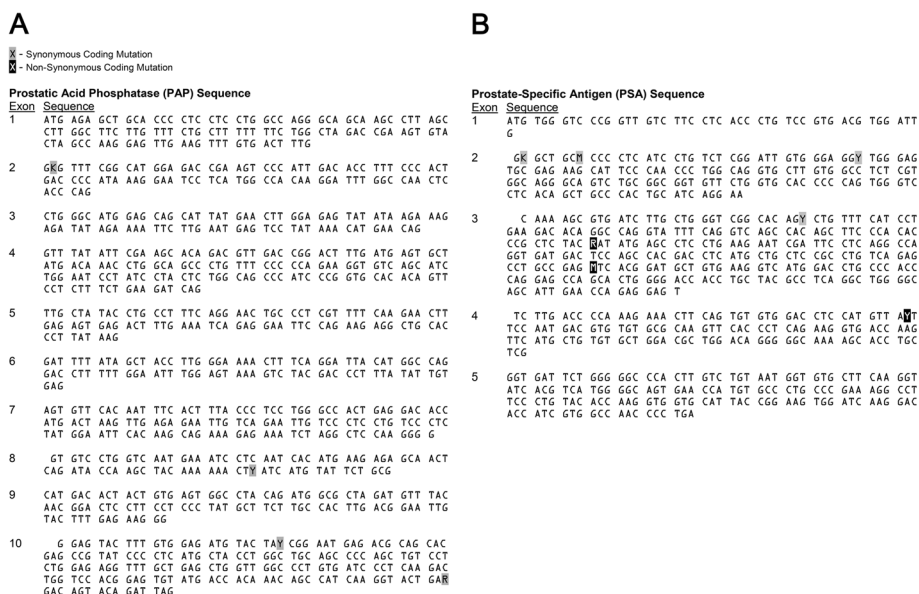 A
X - Synonymous Coding Mutation
X - Non-Synonymous Coding Mutation
Prostatic Acid Phosphatase (PAP) Sequence
Exon Sequence
1 ATG AGA GCT GCA CCC CTC CTC CTG GCC AGG GCA GCA AGC CTT AGC
CTT GGC TTC TTG TTT CTG CTT TTT TTC TGG CTA GAC CGA AGT GTA
CTA GCC AAG GAG TTG AAG TTT GTG ACT TTG
2 GKG TTT CGG CAT GGA GAC CGA AGT CCC ATT GAC ACC TTT CCC ACT
GAC CCC ATA AAG GAA TCC TCA TGG CCA CAA GGA TTT GGC CAA CTC
ACC CAG
3 CTG GGC ATG GAG CAG CAT TAT GAA CTT GGA GAG TAT ATA AGA AAG
AGA TAT AGA AAA TTC TTG AAT GAG TCC TAT AAA CAT GAA CAG
4 GTT TAT ATT CGA AGC ACA GAC GTT GAC CGG ACT TTG ATG AGT GCT
ATG ACA AAC CTG GCA GCC CTG TTT CCC CCA GAA GGT GTC AGC ATC
TGG AAT CCT ATC CTA CTC TGG CAG CCC ATC CCG GTG CAC ACA GTT
CCT CTT TCT GAA GAT CAG
5 TTG CTA TAC CTG CCT TTC AGG AAC TGC CCT CGT TTT CAA GAA CTT
GAG AGT GAG ACT TTG AAA TCA GAG GAA TTC CAG AAG AGG CTG CAC
CCT TAT AAG
6 GAT TTT ATA GCT ACC TTG GGA AAA CTT TCA GGA TTA CAT GGC CAG
GAC CTT TTT GGA ATT TGG AGT AAA GTC TAC GAC CCT TTA TAT TGT
GAG
7 AGT GTT CAC AAT TTC ACT TTA CCC TCC TGG GCC ACT GAG GAC ACC
ATG ACT AAG TTG AGA GAA TTG TCA GAA TTG TCC CTC CTG TCC CTC
TAT GGA ATT CAC AAG CAG AAA GAG AAA TCT AGG CTC CAA GGG G
8 GT GTC CTG GTC AAT GAA ATC CTC AAT CAC ATG AAG AGA GCA ACT
CAG ATA CCA AGC TAC AAA AAA CTY ATC ATG TAT TCT GCG
9 CAT GAC ACT ACT GTG AGT GGC CTA CAG ATG GCG CTA GAT GTT TAC
AAC GGA CTC CTT CCT CCC TAT GCT TCT TGC CAC TTG ACG GAA TTG
TAC TTT GAG AAG GG
10 G GAG TAC TTT GTG GAG ATG TAC TAY CGG AAT GAG ACG CAG CAC
GAG CCG TAT CCC CTC ATG CTA CCT GGC TGC AGC CCC AGC TGT CCT
CTG GAG AGG TTT GCT GAG CTG GTT GGC CCT GTG ATC CCT CAA GAC
TGG TCC ACG GAG TGT ATG ACC ACA AAC AGC CAT CAA GGT ACT GAR
GAC AGT ACA GAT TAG
B
Prostate-Specific Antigen (PSA) Sequence
Exon Sequence
1 ATG TGG GTC CCG GTT GTC TTC CTC ACC CTG TCC GTG ACG TGG ATT
G
2 GK GCT GCM CCC CTC ATC CTG TCT CGG ATT GTG GGA GGY TGG GAG
TGC GAG AAG CAT TCC CAA CCC TGG CAG GTG CTT GTG GCC TCT CGT
GGC AGG GCA GTC TGC GGC GGT GTT CTG GTG CAC CCC CAG TGG GTC
CTC ACA GCT GCC CAC TGC ATC AGG AA
3 C AAA AGC GTG ATC TTG CTG GGT CGG CAC AGY CTG TTT CAT CCT
GAA GAC ACA GGC CAG GTA TTT CAG GTC AGC CAC AGC TTC CCA CAC
CCG CTC TAC RAT ATG AGC CTC CTG AAG AAT CGA TTC CTC AGG CCA
GGT GAT GAC TCC AGC CAC GAC CTC ATG CTG CTC CGC CTG TCA GAG
CCT GCC GAG MTC ACG GAT GCT GTG AAG GTC ATG GAC CTG CCC ACC
CAG GAG CCA GCA CTG GGG ACC ACC TGC TAC GCC TCA GGC TGG GGC
AGC ATT GAA CCA GAG GAG T
4 TC TTG ACC CCA AAG AAA CTT CAG TGT GTG GAC CTC CAT GTT AYT
TCC AAT GAC GTG TGT GCG CAA GTT CAC CCT CAG AAG GTG ACC AAG
TTC ATG CTG TGT GCT GGA CGC TGG ACA GGG GGC AAA AGC ACC TGC
TCG
5 GGT GAT TCT GGG GGC CCA CTT GTC TGT AAT GGT GTG CTT CAA GGT
ATC ACG TCA TGG GGC AGT GAA CCA TGT GCC CTG CCC GAA AGG CCT
TCC CTG TAC ACC AAG GTG GTG CAT TAC CGG AAG TGG ATC AAG GAC
ACC ATC GTG GCC AAC CCC TGA